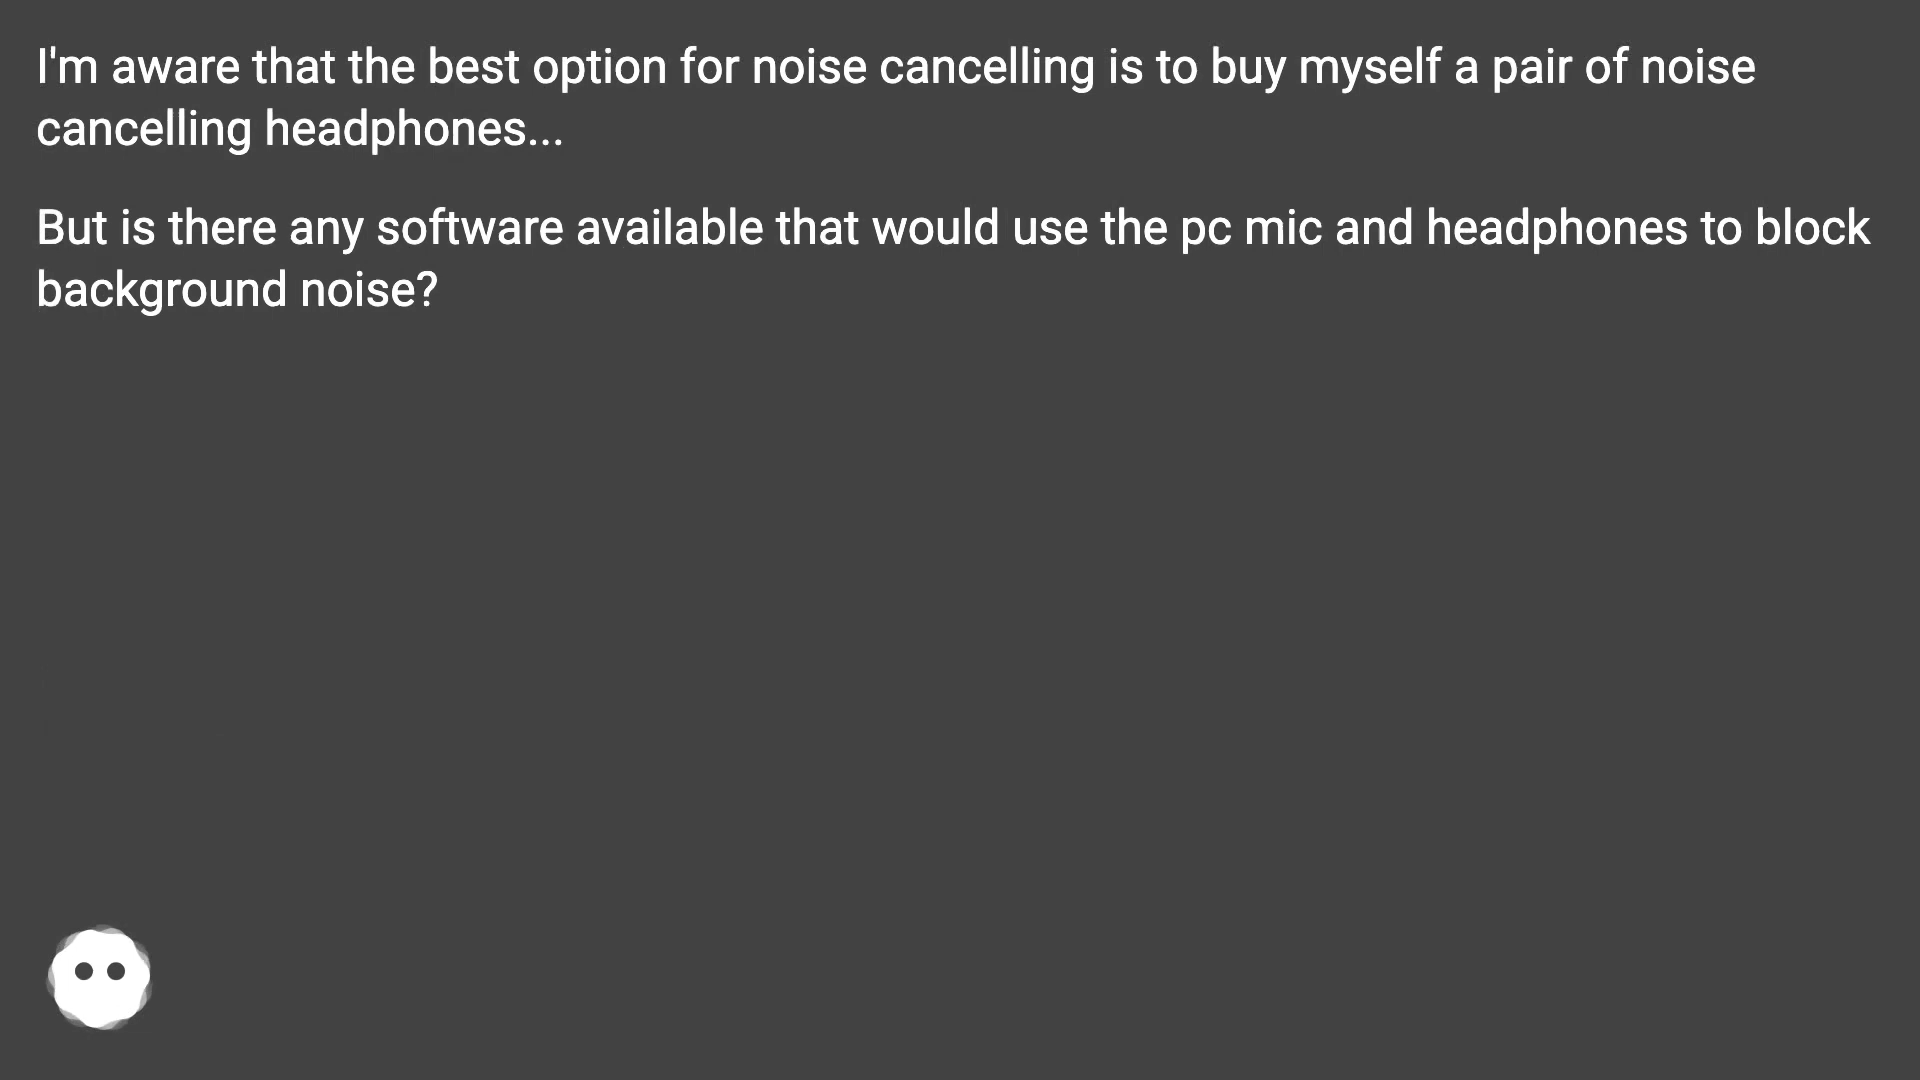 I'm aware that the best option for noise cancelling is to buy myself a pair of noise
cancelling headphones...
But is there any software available that would use the pc mic and headphones to block
background noise?